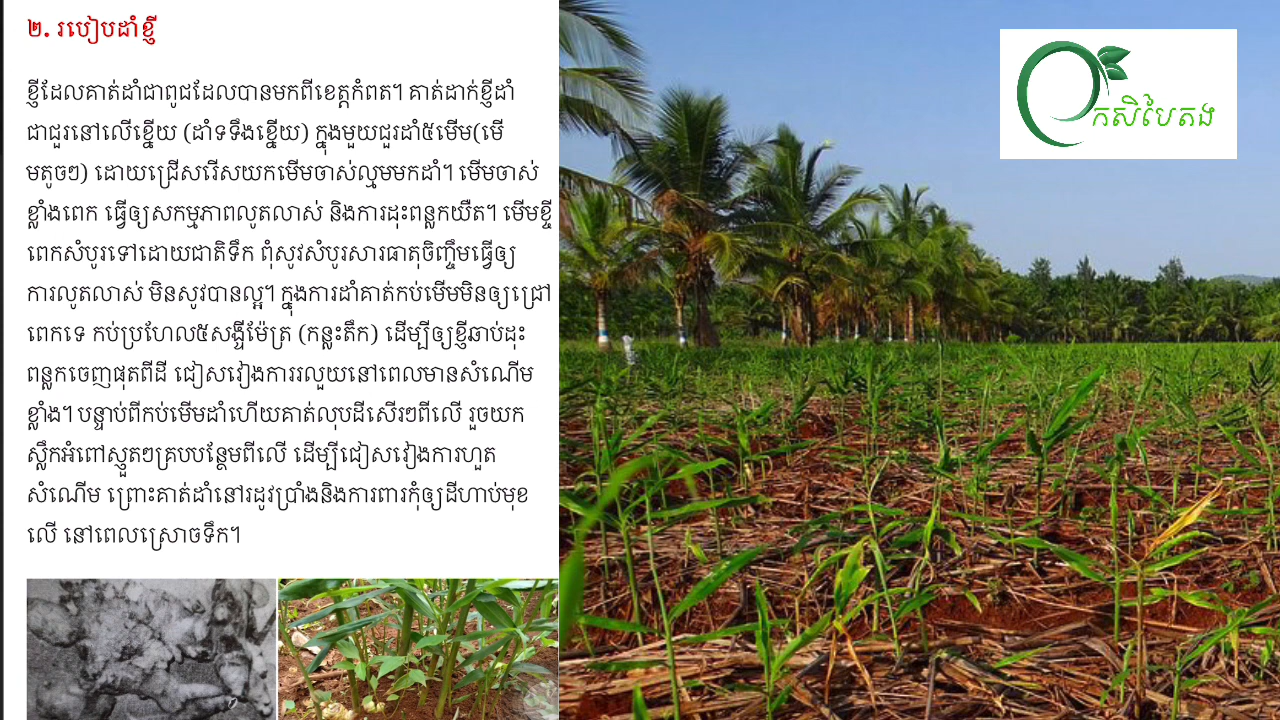 ២. របៀបដាំខ្ញី
ខ្ញីដែលគាត់ដាំជាពូជដែលបានមកពីខេត្តកំពត។ គាត់ដាក់ខ្ញីដាំ
ជាជួរនៅលើខ្នើយ (ដាំទទឹងខ្នើយ) ក្នុងមួយជួរដាំ៥មើម(មើ
មតូចៗ) ដោយជ្រើសរើសយកមើមចាស់ល្មមមកដាំ។ មើមចាស់
ខ្លាំងពេក ធ្វើឲ្យសកម្មភាពលូតលាស់ និងការដុះពន្លកយឺត។ មើមខ្ចី
ពេកសំបូរទៅដោយជាតិទឹក ពុំសូវសំបូរសារធាតុចិញ្ចឹមធ្វើឲ្យ
ការលូតលាស់ មិនសូវបានល្អ។ ក្នុងការដាំគាត់កប់មើមមិនឲ្យជ្រៅ
ពេកទេ កប់ប្រហែល៥សង្ទីម៉ែត្រ (កន្លះតឹក) ដើម្បីឲ្យខ្ញីឆាប់ដុះ
ពន្លកចេញផុតពីដី ជៀសវៀងការរលួយនៅពេលមានសំណើម
ខ្លាំង។ បន្ទាប់ពីកប់មើមដាំហើយគាត់លុបដីសើរៗពីលើ រួចយក
ស្លឹកអំពៅស្ងួតៗគ្របបន្ថែមពីលើ ដើម្បីជៀសវៀងការហួត
សំណើម ព្រោះគាត់ដាំនៅរដូវប្រាំងនិងការពារកុំឲ្យដីហាប់មុខ
លើ នៅពេលស្រោចទឹក។
កសិបៃតង